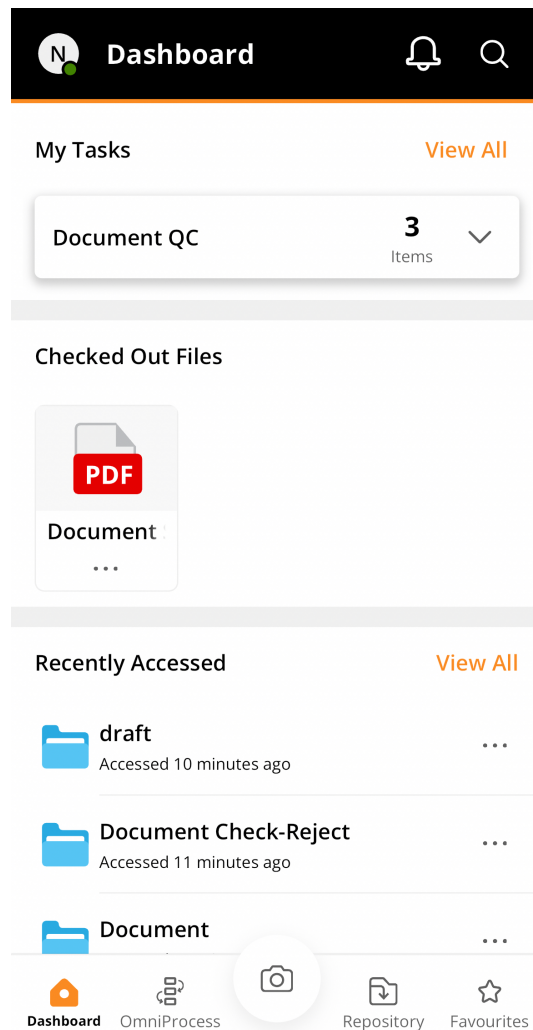 N
Dashboard
My Tasks
View All
Document QC
3
Items
Checked Out Files
PDF
Document
...
Recently Accessed
View All
draft
Accessed 10 minutes ago
...
Document Check-Reject
Accessed 11 minutes ago
...
Document
...
Dashboard
OmniProcess
Repository
Favourites